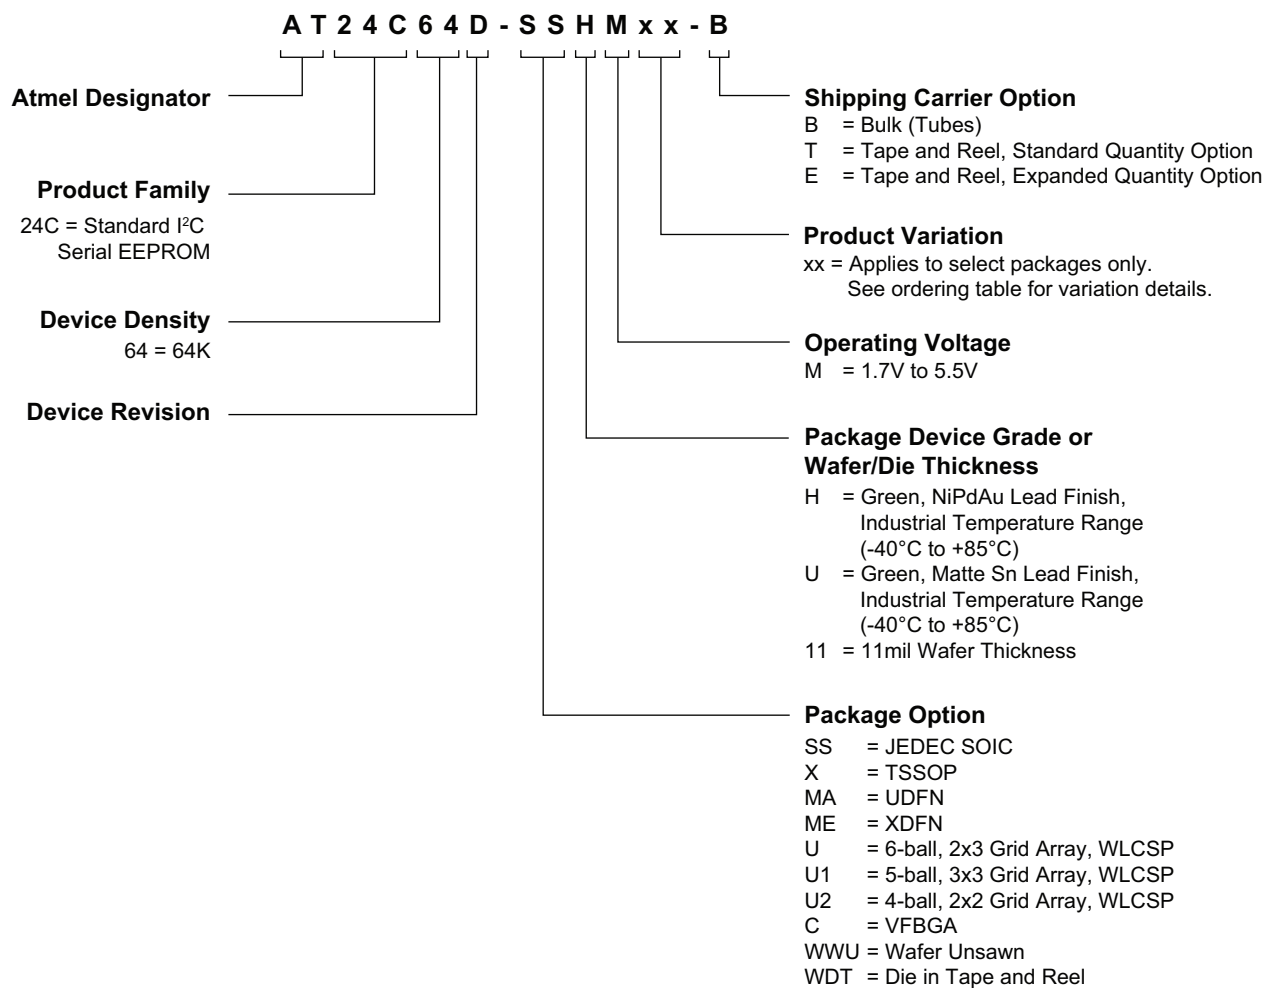 AT24C64D-SSHMxx-B
Atmel Designator
Product Family
24C = Standard I²C
Serial EEPROM
Device Density
64 = 64K
Device Revision
Shipping Carrier Option
B = Bulk (Tubes)
T = Tape and Reel, Standard Quantity Option
E = Tape and Reel, Expanded Quantity Option
Product Variation
xx = Applies to select packages only.
See ordering table for variation details.
Operating Voltage
M = 1.7V to 5.5V
Package Device Grade or
Wafer/Die Thickness
H = Green, NiPdAu Lead Finish,
Industrial Temperature Range
(-40°C to +85°C)
U = Green, Matte Sn Lead Finish,
Industrial Temperature Range
(-40°C to +85°C)
11 = 11mil Wafer Thickness
Package Option
SS = JEDEC SOIC
X = TSSOP
MA = UDFN
ME = XDFN
U = 6-ball, 2x3 Grid Array, WLCSP
U1 = 5-ball, 3x3 Grid Array, WLCSP
U2 = 4-ball, 2x2 Grid Array, WLCSP
C = VFBGA
WWU = Wafer Unsawn
WDT = Die in Tape and Reel